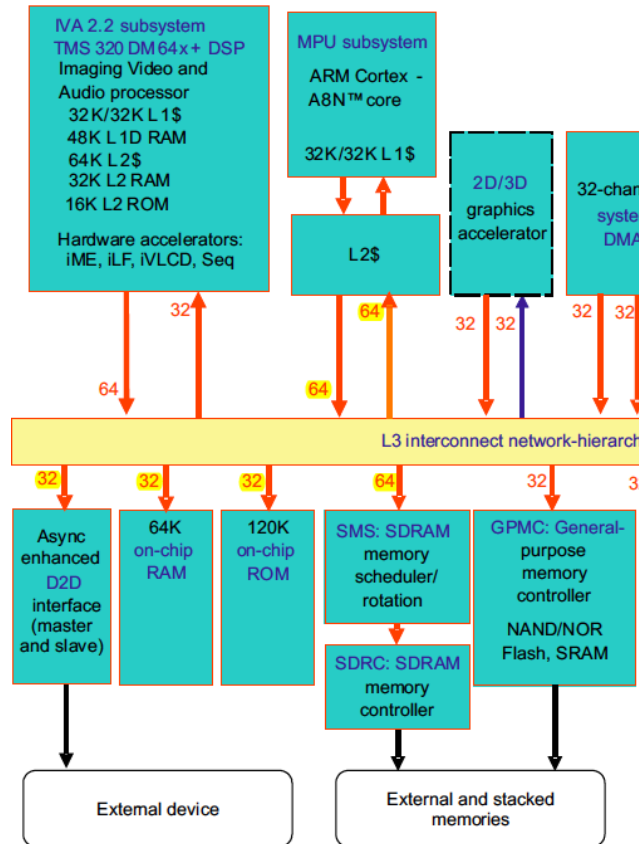 IVA 2.2 subsystem
TMS 320 DM 64x+ DSP
Imaging Video and
Audio processor
32K/32K L1$
48K L1D RAM
64K L2$
32K L2 RAM
16K L2 ROM
Hardware accelerators:
iME, iLF, iVLCD, Seq
MPU subsystem
ARM Cortex -
A8N™ core
32K/32K L1$
L2$
2D/3D
graphics
accelerator
32-chan
system
DMA
32
64
64
64
32
32
32
32
L3 interconnect network-hierarch
32
32
32
64
32
3
Async
enhanced
D2D
interface
(master
and slave)
64K
on-chip
RAM
120K
on-chip
ROM
SMS: SDRAM
memory
scheduler/
rotation
SDRC: SDRAM
memory
controller
GPMC: General-
purpose
memory
controller
NAND/NOR
Flash, SRAM
External device
External and stacked
memories